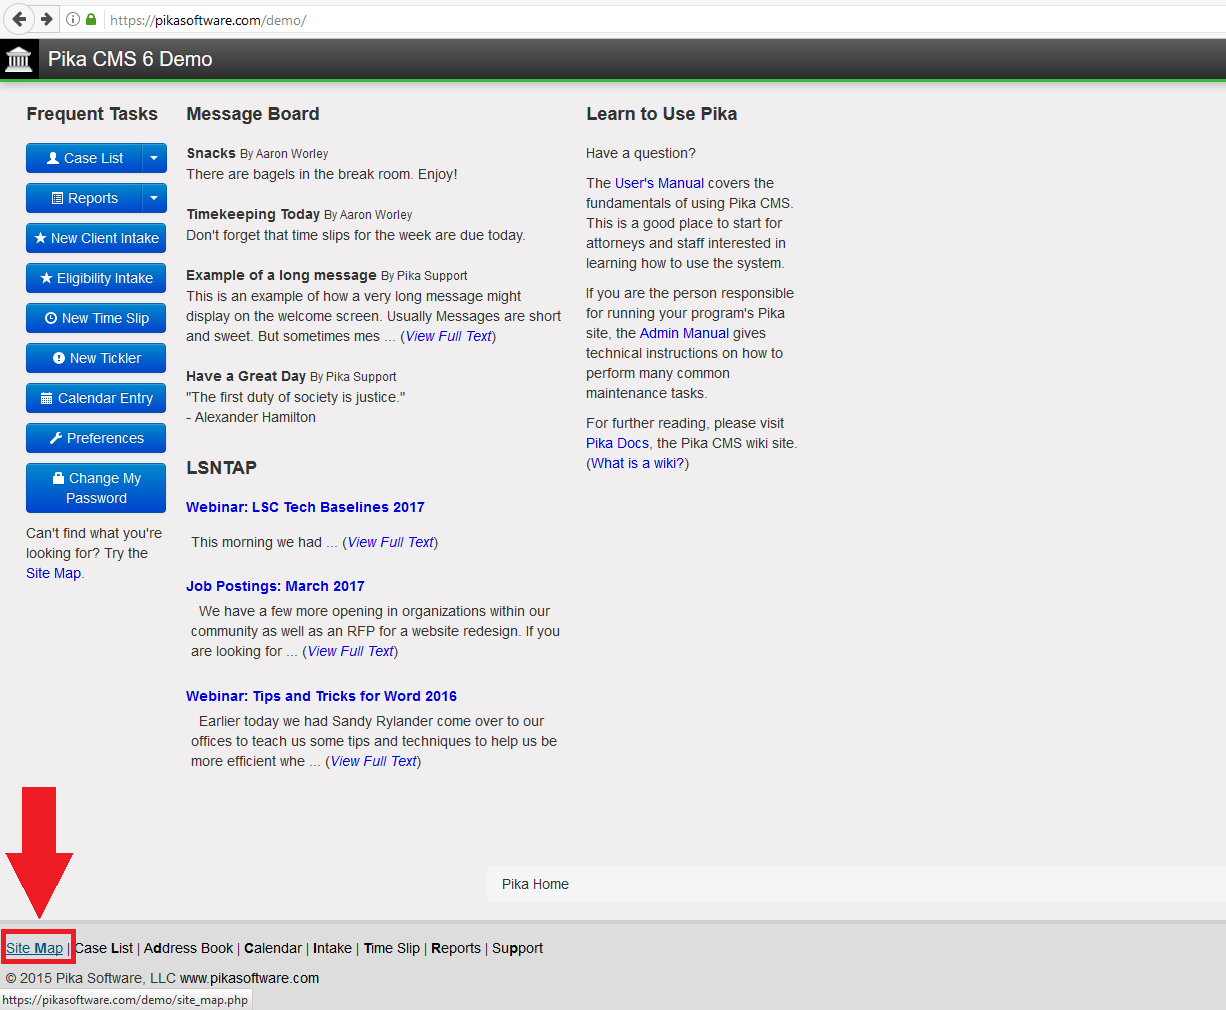 https://pikasoftware.com/demo/
Pika CMS 6 Demo
Frequent Tasks
Case List
Reports
New Client Intake
Eligibility Intake
New Time Slip
New Tickler
Calendar Entry
Preferences
Change My
Password
Can't find what you're
looking for? Try the
Site Map.
Message Board
Snacks By Aaron Worley
There are bagels in the break room. Enjoy!
Timekeeping Today By Aaron Worley
Don't forget that time slips for the week are due today.
Example of a long message By Pika Support
This is an example of how a very long message might
display on the welcome screen. Usually Messages are short
and sweet. But sometimes mes ... (View Full Text)
Have a Great Day By Pika Support
"The first duty of society is justice."
- Alexander Hamilton
LSNTAP
Webinar: LSC Tech Baselines 2017
This morning we had ... (View Full Text)
Job Postings: March 2017
We have a few more opening in organizations within our
community as well as an RFP for a website redesign. If you
are looking for ... (View Full Text)
Webinar: Tips and Tricks for Word 2016
Earlier today we had Sandy Rylander come over to our
offices to teach us some tips and techniques to help us be
more efficient whe ... (View Full Text)
Learn to Use Pika
Have a question?
The User's Manual covers the
fundamentals of using Pika CMS.
This is a good place to start for
attorneys and staff interested in
learning how to use the system.
If you are the person responsible
for running your program's Pika
site, the Admin Manual gives
technical instructions on how to
perform many common
maintenance tasks.
For further reading, please visit
Pika Docs, the Pika CMS wiki site.
(What is a wiki?)
Pika Home
Site Map | Case List | Address Book | Calendar | Intake | Time Slip | Reports | Support
© 2015 Pika Software, LLC www.pikasoftware.com
https://pikasoftware.com/demo/site_map.php